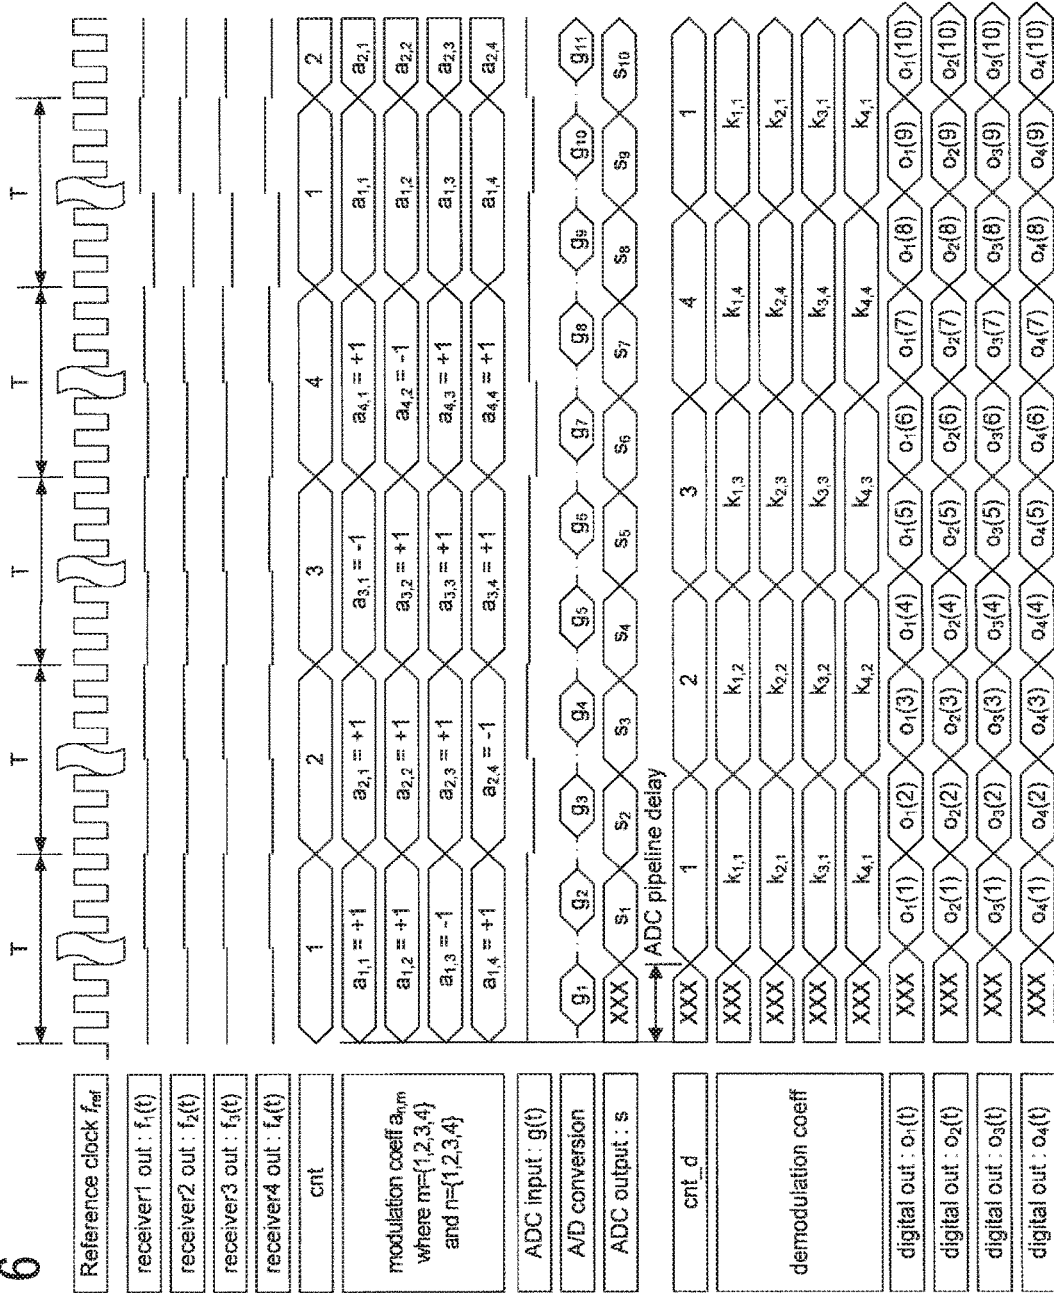 6
T T T T T
Reference clock f_ref
receiver1 out : f₁(t)
receiver2 out : f₂(t)
receiver3 out : f₃(t)
receiver4 out : f₄(t)
cnt 1 2 3 4 1 2
modulation coeff aₙ,ₘ
where m={1,2,3,4}
and n={1,2,3,4}
a₁,₁ = +1 a₂,₁ = +1 a₃,₁ = -1 a₄,₁ = +1 a₁,₁ a₂,₁
a₁,₂ = +1 a₂,₂ = +1 a₃,₂ = +1 a₄,₂ = -1 a₁,₂ a₂,₂
a₁,₃ = -1 a₂,₃ = +1 a₃,₃ = +1 a₄,₃ = +1 a₁,₃ a₂,₃
a₁,₄ = +1 a₂,₄ = -1 a₃,₄ = +1 a₄,₄ = +1 a₁,₄ a₂,₄
ADC input : g(t)
A/D conversion g₁ g₂ g₃ g₄ g₅ g₆ g₇ g₈ g₉ g₁₀ g₁₁
ADC output : s XXX s₁ s₂ s₃ s₄ s₅ s₆ s₇ s₈ s₉ s₁₀
ADC pipeline delay
cnt_d XXX 1 2 3 4 1
demodulation coeff
XXX k₁,₁ k₁,₂ k₁,₃ k₁,₄ k₁,₁
XXX k₂,₁ k₂,₂ k₂,₃ k₂,₄ k₂,₁
XXX k₃,₁ k₃,₂ k₃,₃ k₃,₄ k₃,₁
XXX k₄,₁ k₄,₂ k₄,₃ k₄,₄ k₄,₁
digital out : o₁(t) XXX o₁(1) o₁(2) o₁(3) o₁(4) o₁(5) o₁(6) o₁(7) o₁(8) o₁(9) o₁(10)
digital out : o₂(t) XXX o₂(1) o₂(2) o₂(3) o₂(4) o₂(5) o₂(6) o₂(7) o₂(8) o₂(9) o₂(10)
digital out : o₃(t) XXX o₃(1) o₃(2) o₃(3) o₃(4) o₃(5) o₃(6) o₃(7) o₃(8) o₃(9) o₃(10)
digital out : o₄(t) XXX o₄(1) o₄(2) o₄(3) o₄(4) o₄(5) o₄(6) o₄(7) o₄(8) o₄(9) o₄(10)